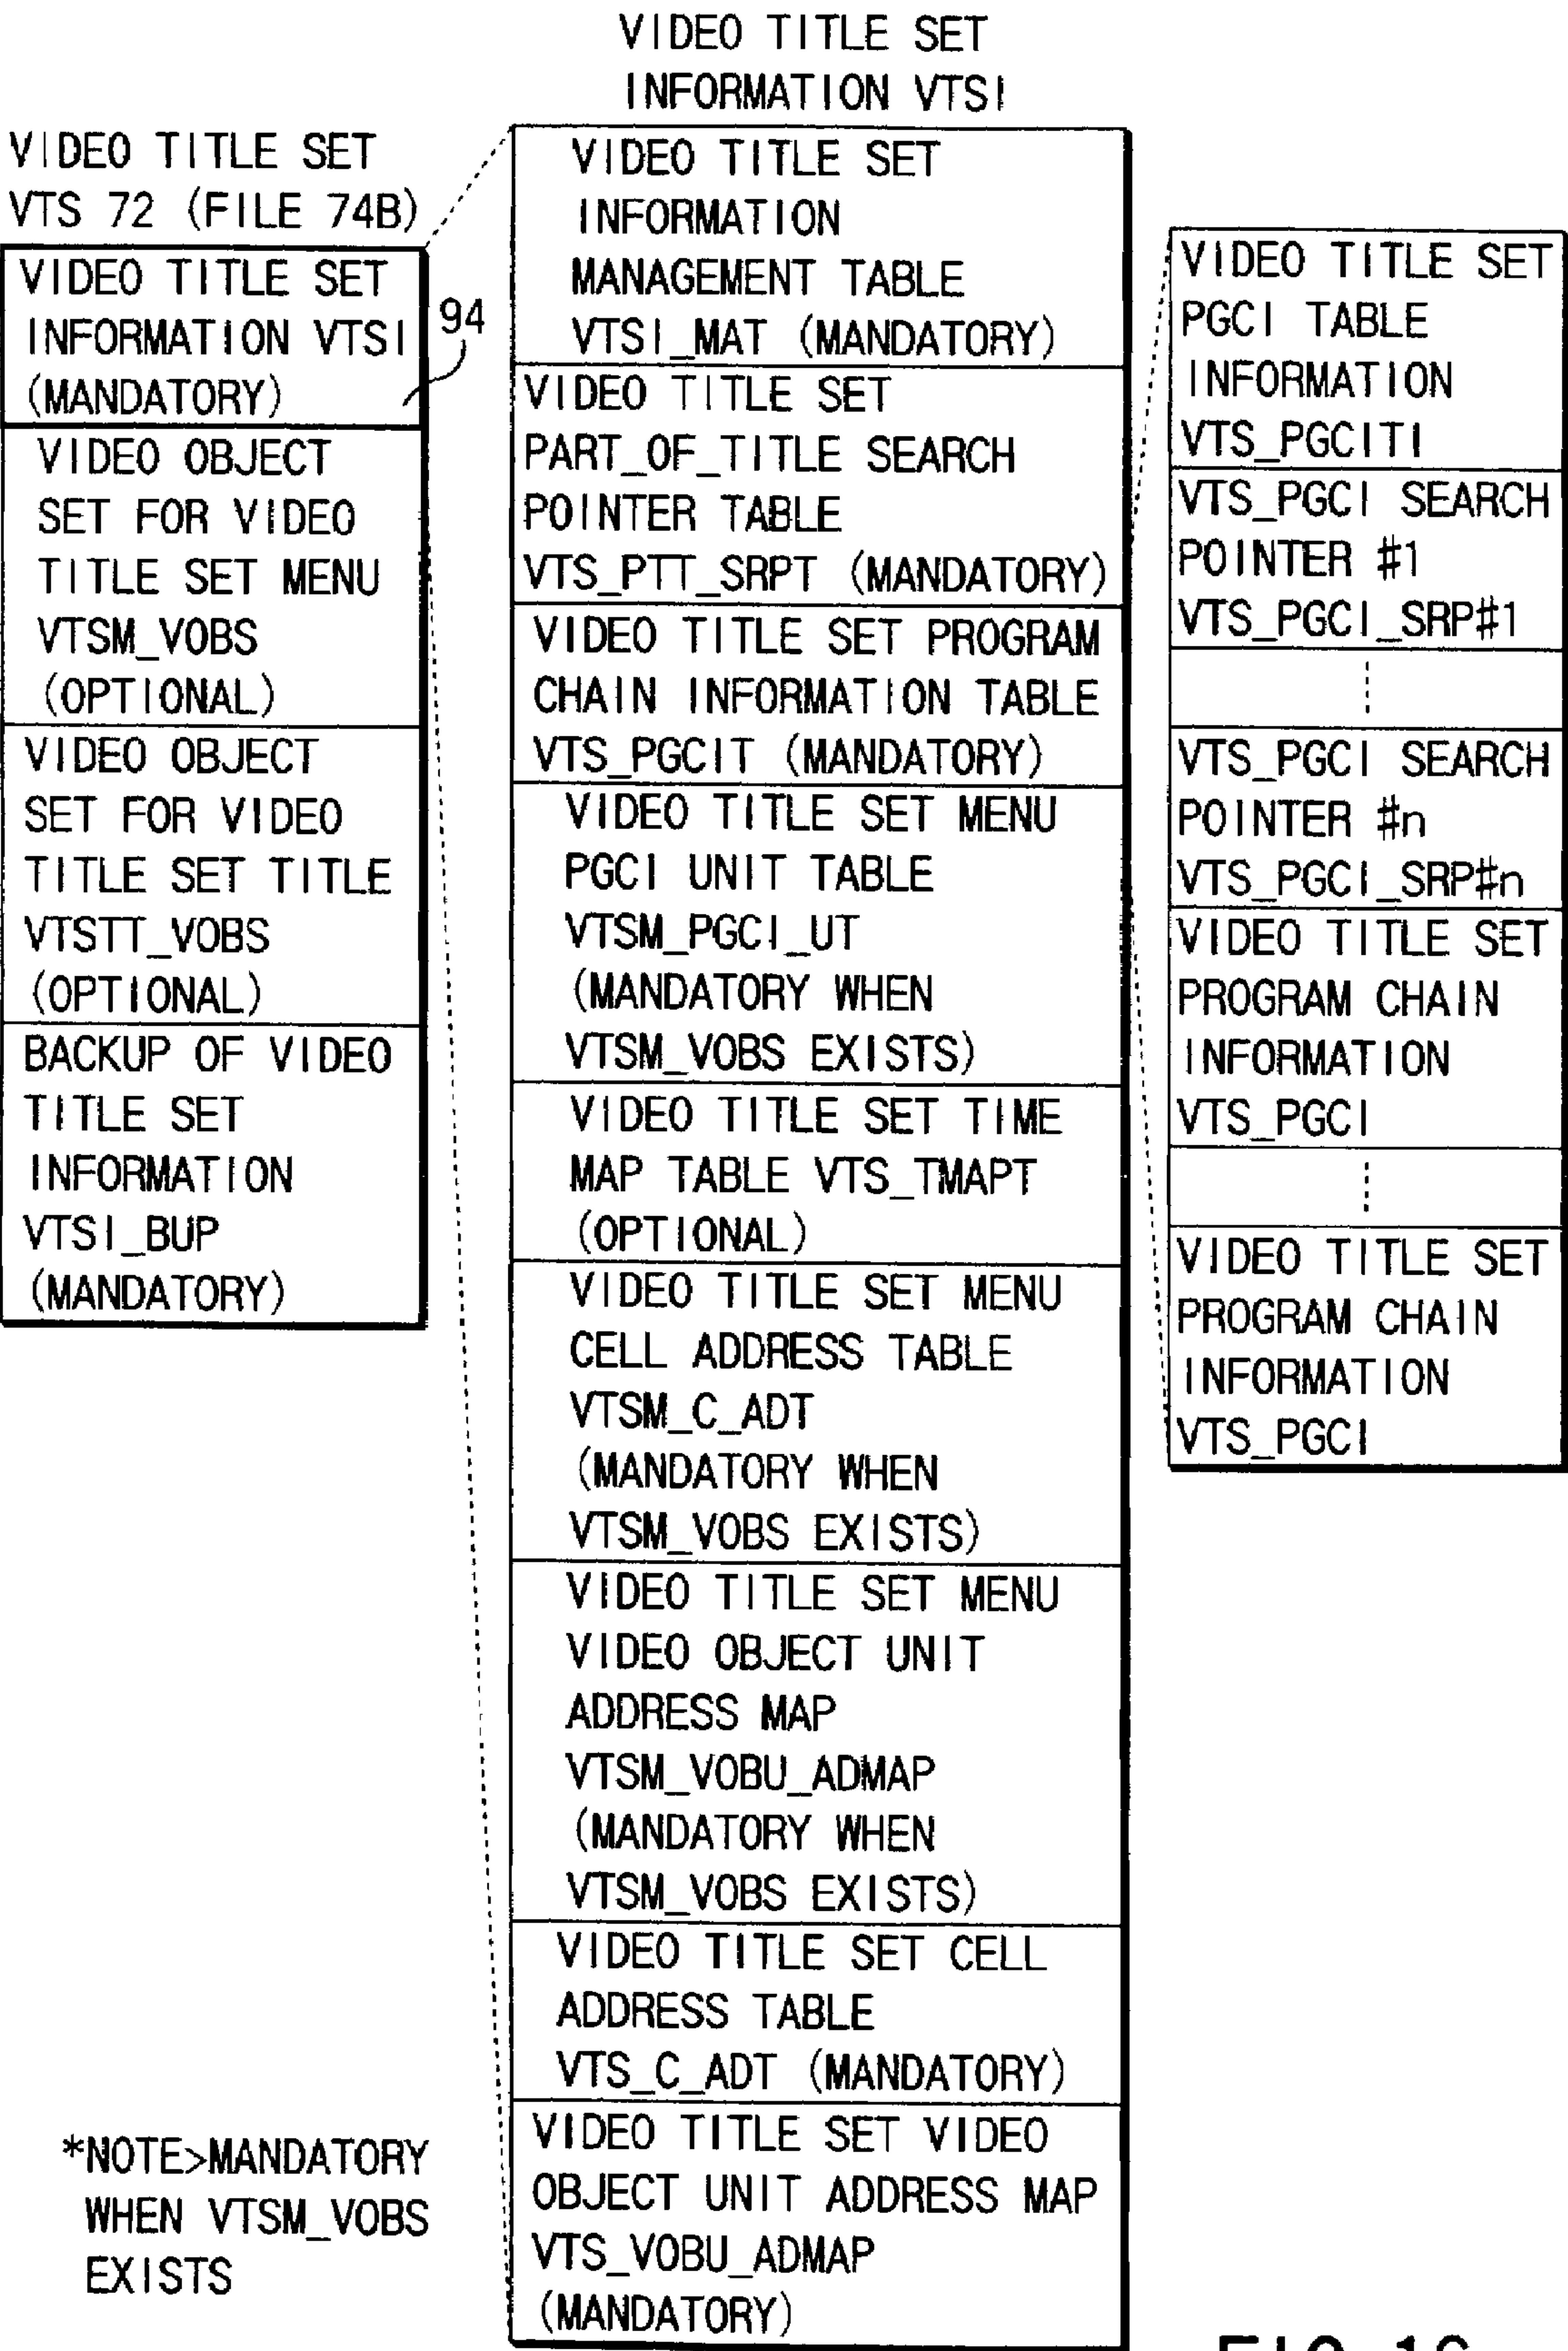 VIDEO TITLE SET
VTS 72 (FILE 74B)
VIDEO TITLE SET
INFORMATION VTSI
(MANDATORY)
94
VIDEO OBJECT
SET FOR VIDEO
TITLE SET MENU
VTSM_VOBS
(OPTIONAL)
VIDEO OBJECT
SET FOR VIDEO
TITLE SET TITLE
VTSTT_VOBS
(OPTIONAL)
BACKUP OF VIDEO
TITLE SET
INFORMATION
VTSI_BUP
(MANDATORY)
*NOTE>MANDATORY
WHEN VTSM_VOBS
EXISTS
VIDEO TITLE SET
INFORMATION VTSI
VIDEO TITLE SET
INFORMATION
MANAGEMENT TABLE
VTSI_MAT (MANDATORY)
VIDEO TITLE SET
PART_OF_TITLE SEARCH
POINTER TABLE
VTS_PTT_SRPT (MANDATORY)
VIDEO TITLE SET PROGRAM
CHAIN INFORMATION TABLE
VTS_PGCIT (MANDATORY)
VIDEO TITLE SET MENU
PGCI UNIT TABLE
VTSM_PGCI_UT
(MANDATORY WHEN
VTSM_VOBS EXISTS)
VIDEO TITLE SET TIME
MAP TABLE VTS_TMAPT
(OPTIONAL)
VIDEO TITLE SET MENU
CELL ADDRESS TABLE
VTSM_C_ADT
(MANDATORY WHEN
VTSM_VOBS EXISTS)
VIDEO TITLE SET MENU
VIDEO OBJECT UNIT
ADDRESS MAP
VTSM_VOBU_ADMAP
(MANDATORY WHEN
VTSM_VOBS EXISTS)
VIDEO TITLE SET CELL
ADDRESS TABLE
VTS_C_ADT (MANDATORY)
VIDEO TITLE SET VIDEO
OBJECT UNIT ADDRESS MAP
VTS_VOBU_ADMAP
(MANDATORY)
VIDEO TITLE SET
PGCI TABLE
INFORMATION
VTS_PGCITI
VTS_PGCI SEARCH
POINTER #1
VTS_PGCI_SRP#1
VTS_PGCI SEARCH
POINTER #n
VTS_PGCI_SRP#n
VIDEO TITLE SET
PROGRAM CHAIN
INFORMATION
VTS_PGCI
VIDEO TITLE SET
PROGRAM CHAIN
INFORMATION
VTS_PGCI